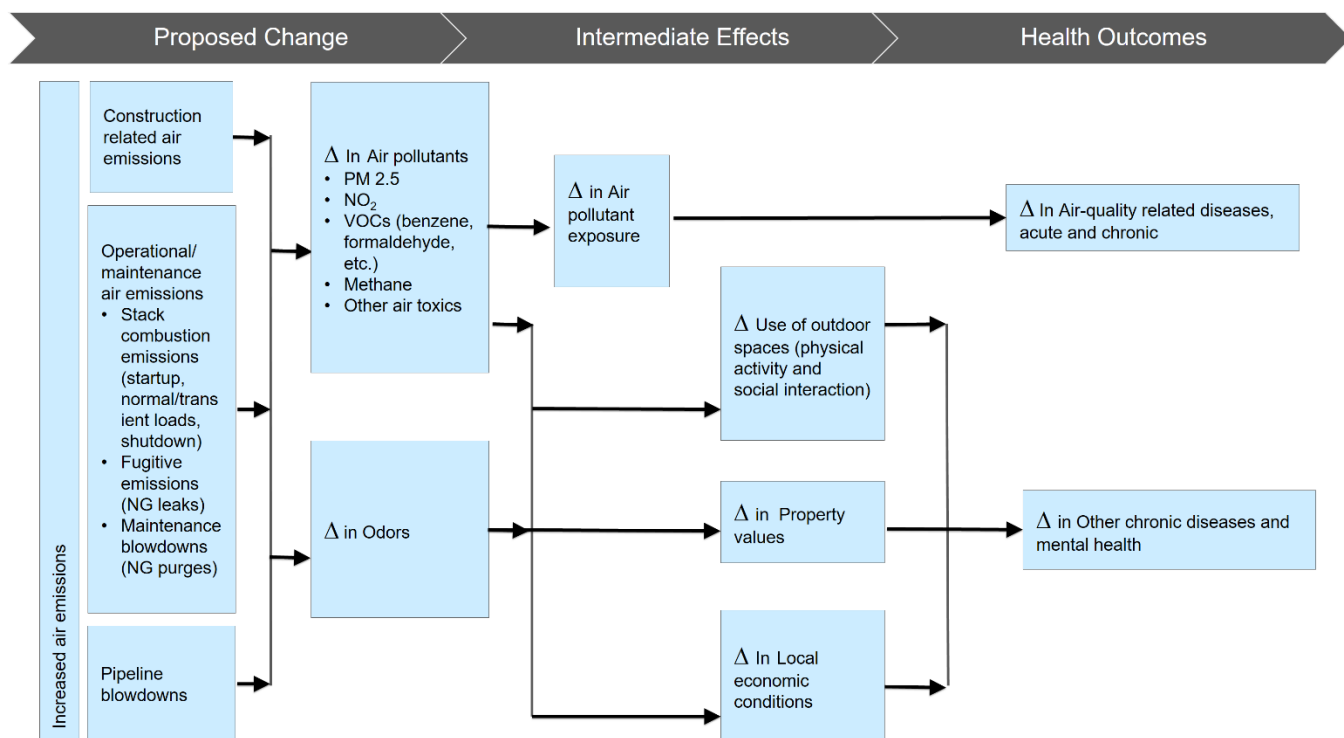 Proposed Change
Intermediate Effects
Health Outcomes
Increased air emissions
Construction
related air
emissions
Operational/
maintenance
air emissions
• Stack
combustion
emissions
(startup,
normal/trans
ient loads,
shutdown)
• Fugitive
emissions
(NG leaks)
• Maintenance
blowdowns
(NG purges)
Pipeline
blowdowns
Δ In Air pollutants
• PM 2.5
• NO₂
• VOCs (benzene,
formaldehyde,
etc.)
• Methane
• Other air toxics
Δ in Odors
Δ in Air
pollutant
exposure
Δ Use of outdoor
spaces (physical
activity and
social interaction)
Δ in Property
values
Δ In Local
economic
conditions
Δ In Air-quality related diseases,
acute and chronic
Δ in Other chronic diseases and
mental health